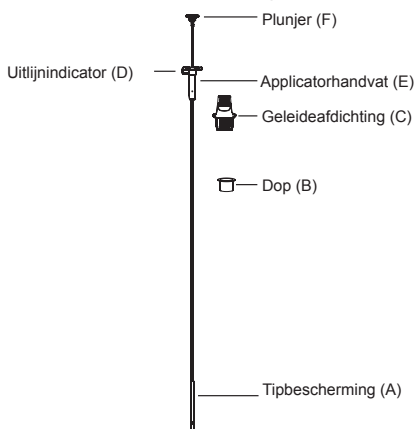 Plunjer (F)
Uitlijnindicator (D)
Applicatorhandvat (E)
Geleideafdichting (C)
Dop (B)
Tipbescherming (A)